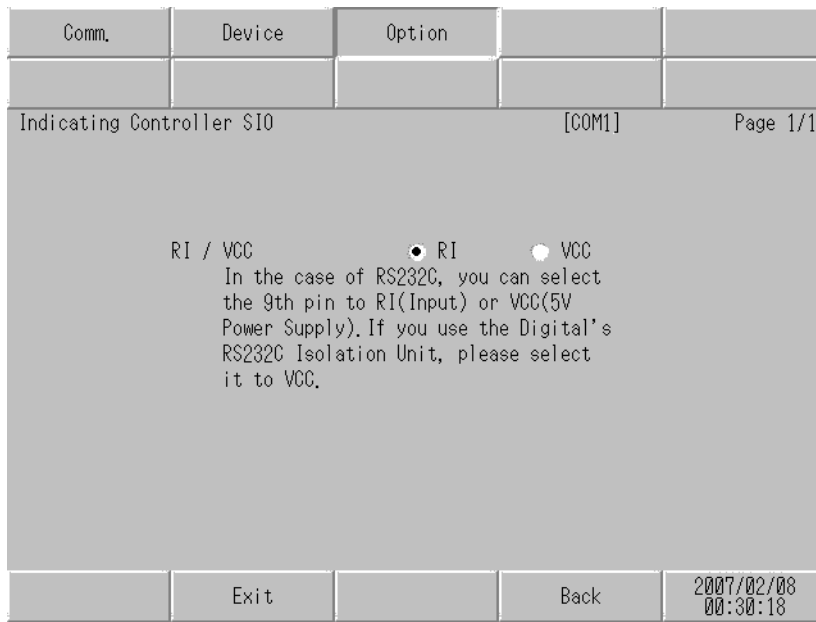 Comm. Device Option
Indicating Controller SIO [COM1] Page 1/1
RI / VCC RI VCC
In the case of RS232C, you can select
the 9th pin to RI(Input) or VCC(5V
Power Supply).If you use the Digital's
RS232C Isolation Unit, please select
it to VCC.
Exit Back 2007/02/08
00:30:18